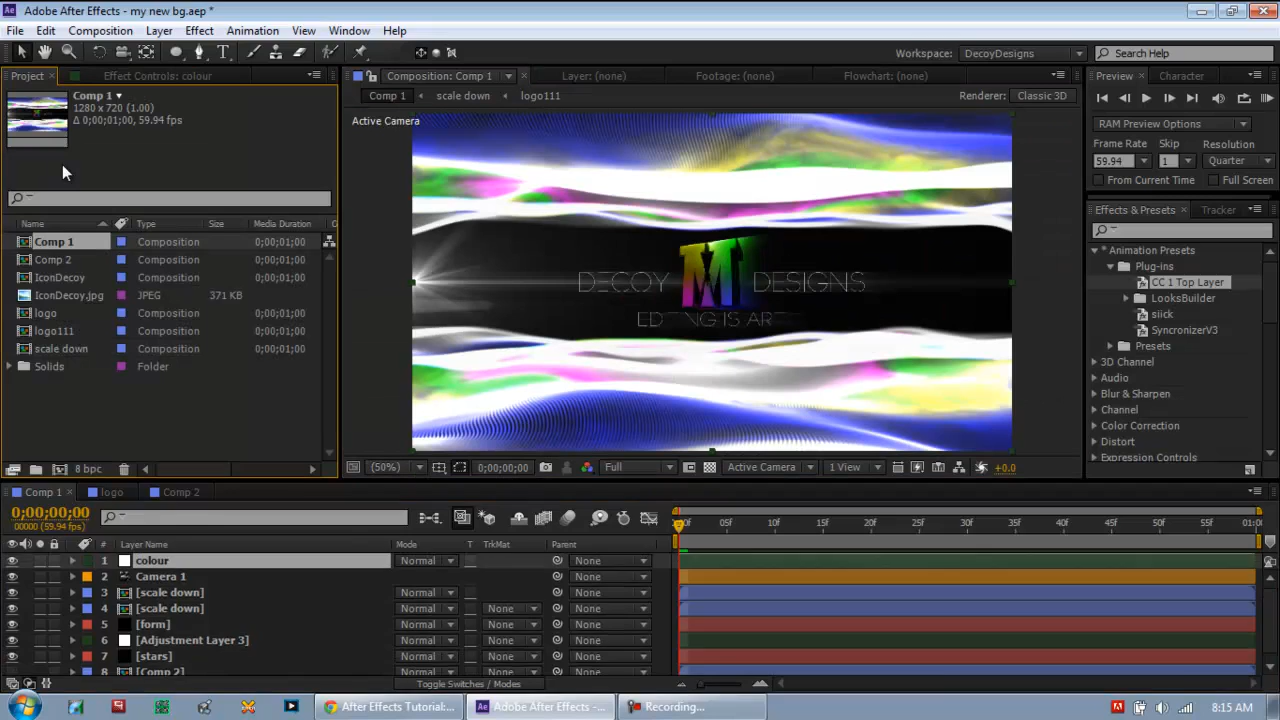 Adobe After Effects - my new bg.aep *
File Edit Composition Layer Effect Animation View Window Help
Workspace: DecoyDesigns Search Help
Project Effect Controls: colour Composition: Comp 1 Layer: (none) Footage: (none) Flowchart: (none) Preview Character
Comp 1
1280 x 720 (1.00)
Δ 0;00;01;00, 59.94 fps
Comp 1 scale down logo111 Renderer: Classic 3D
Active Camera
RAM Preview Options
Frame Rate Skip Resolution
59.94 1 Quarter
From Current Time Full Screen
Effects & Presets Tracker
Name Type Size Media Duration
Comp 1 Composition 0;00;01;00
Comp 2 Composition 0;00;01;00
IconDecoy Composition 0;00;01;00
IconDecoy.jpg JPEG 371 KB
logo Composition 0;00;01;00
logo111 Composition 0;00;01;00
scale down Composition 0;00;01;00
Solids Folder
DECOY M DESIGNS
EDITING IS ART
* Animation Presets
Plug-ins
CC 1 Top Layer
LooksBuilder
siick
SyncronizerV3
Presets
3D Channel
Audio
Blur & Sharpen
Channel
Color Correction
Distort
Expression Controls
8 bpc
(50%) 0;00;00;00 Full Active Camera 1 View +0.0
Comp 1 logo Comp 2
0;00;00;00
00000 (59.94 fps)
05F 10F 15F 20F 25F 30F 35F 40F 45F 50F 55F 01:0
# Layer Name Mode T TrkMat Parent
1 colour Normal None
2 Camera 1 None
3 [scale down] Normal None
4 [scale down] Normal None None
5 [form] Normal None None
6 [Adjustment Layer 3] Normal None None
7 [stars] Normal None None
8 [Comp 2]
Toggle Switches / Modes
After Effects Tutorial:... Adobe After Effects -... Recording... 8:15 AM